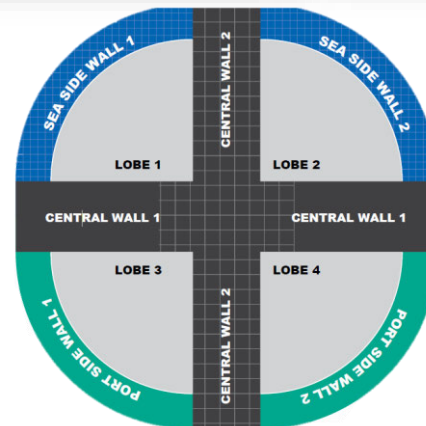 SEA SIDE WALL 1
CENTRAL WALL 2
SEA SIDE WALL 2
LOBE 1
LOBE 2
CENTRAL WALL 1
CENTRAL WALL 1
LOBE 3
LOBE 4
PORT SIDE WALL 1
CENTRAL WALL 2
PORT SIDE WALL 2